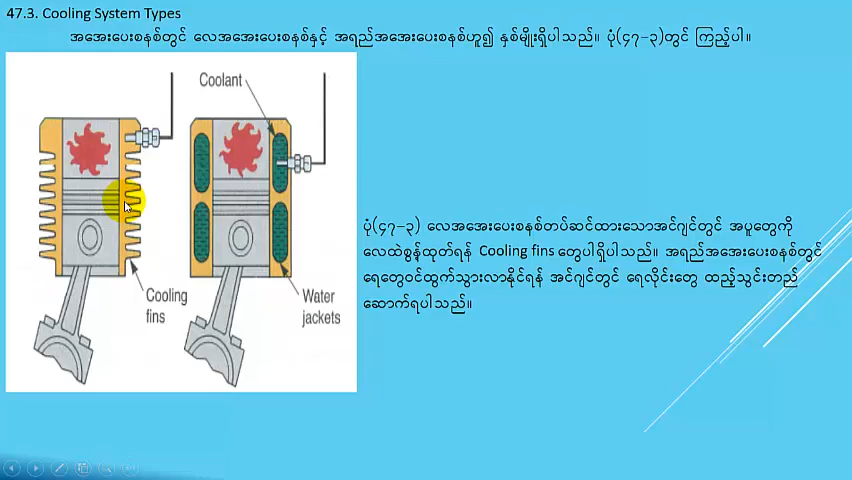 47.3. Cooling System Types
အအေးပေးစနစ်တွင် လေအအေးပေးစနစ်နှင့် အရည်အအေးပေးစနစ်ဟူ၍ နှစ်မျိုးရှိပါသည်။ ပုံ(၄၇-၃)တွင် ကြည့်ပါ။
Coolant
ပုံ(၄၇-၃) လေအအေးပေးစနစ်တပ်ဆင်ထားသောအင်ဂျင်တွင် အပူတွေကို
လေထဲစွန့်ထုတ်ရန် Cooling fins တွေပါရှိပါသည်။ အရည်အအေးပေးစနစ်တွင်
ရေတွေဝင်ထွက်သွားလာနိုင်ရန် အင်ဂျင်တွင် ရေလိုင်းတွေ ထည့်သွင်းတည်
ဆောက်ရပါသည်။
Cooling
fins
Water
jackets